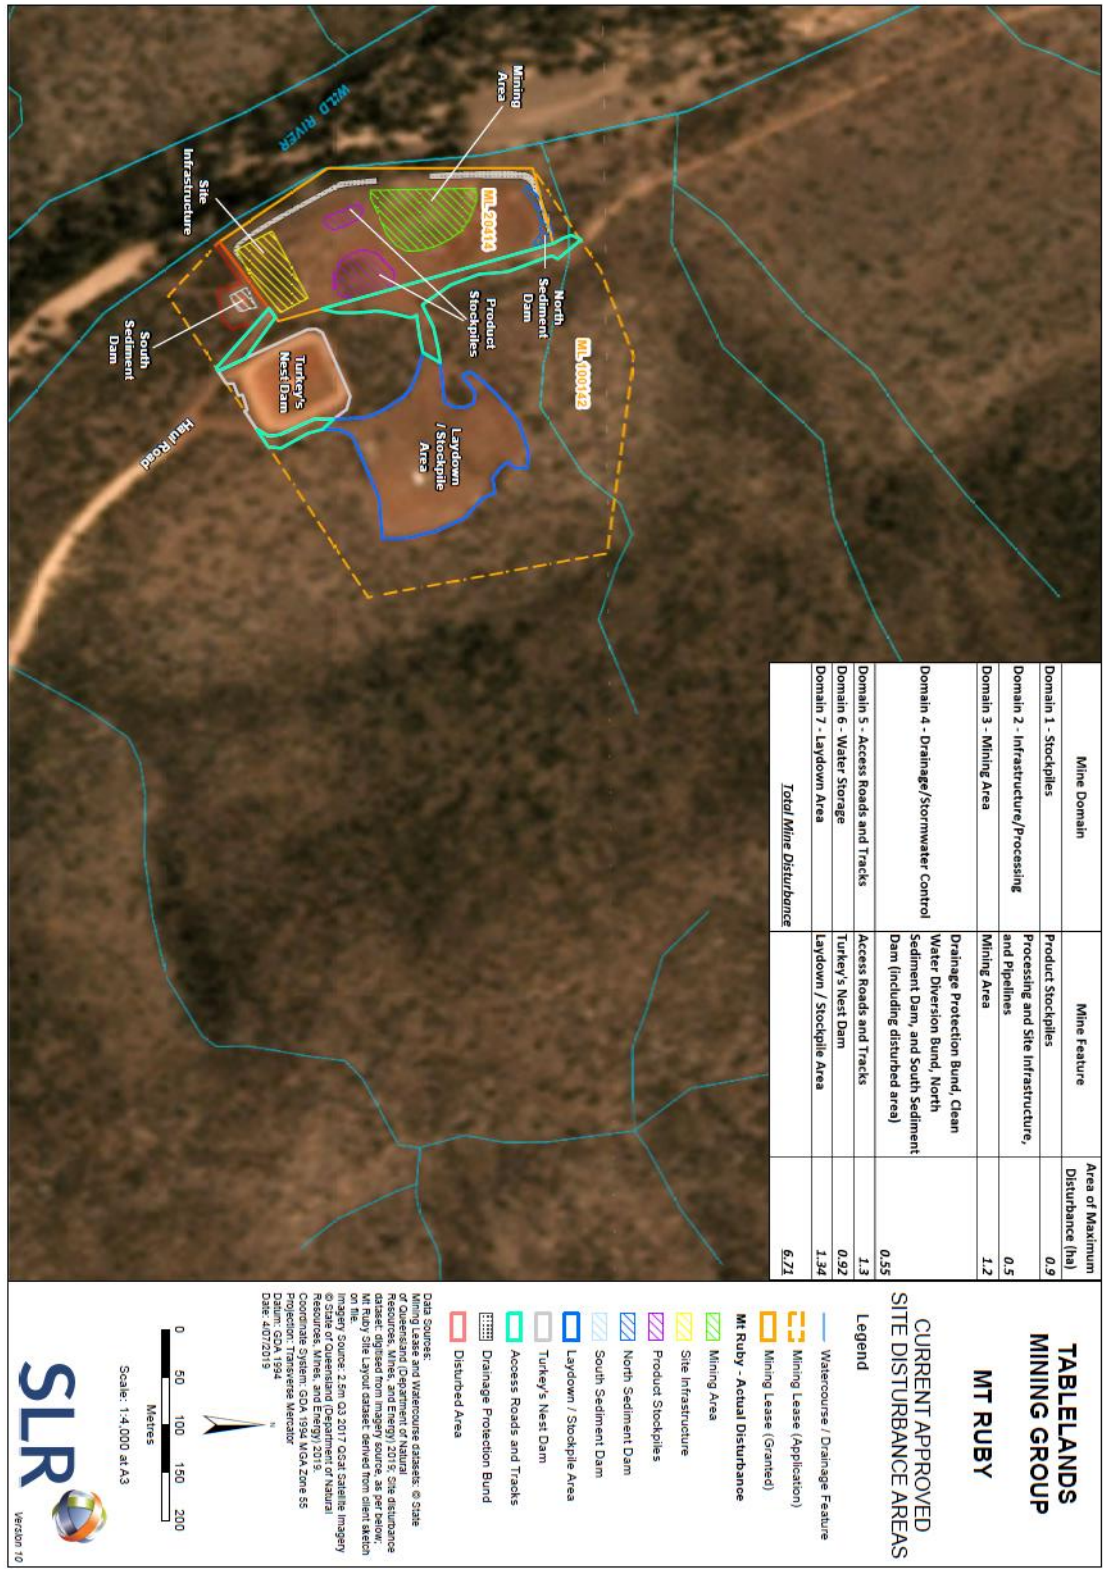 TABLELANDS
MINING GROUP
MT RUBY
CURRENT APPROVED
SITE DISTURBANCE AREAS
Legend
Watercourse / Drainage Feature
Mining Lease (Application)
Mining Lease (Granted)
Mt Ruby - Actual Disturbance
Mining Area
Site Infrastructure
Product Stockpiles
North Sediment Dam
South Sediment Dam
Laydown / Stockpile Area
Turkey's Nest Dam
Access Roads and Tracks
Drainage Protection Bund
Disturbed Area
Data Sources:
Mining Lease and Watercourse datasets: © State
of Queensland (Department of Natural
Resources, Mines, and Energy) 2019; Site disturbance
dataset: digitised from imagery source, as per below;
Mt Ruby Site Layout dataset: derived from client sketch
on file.
Imagery Source: 2.5m Q3 2017 QSat Satellite Imagery
© State of Queensland (Department of Natural
Resources, Mines, and Energy) 2019.
Coordinate System: GDA 1994 MGA Zone 55
Projection: Transverse Mercator
Datum: GDA 1994
Date: 4/07/2019
N
0 50 100 150 200
Metres
Scale: 1:4,000 at A3
SLR
Version 10
Mine Domain Mine Feature Area of Maximum
Disturbance (ha)
Domain 1 - Stockpiles Product Stockpiles 0.9
Domain 2 - Infrastructure/Processing Processing and Site Infrastructure,
and Pipelines 0.5
Domain 3 - Mining Area Mining Area 1.2
Domain 4 - Drainage/Stormwater Control Drainage Protection Bund, Clean
Water Diversion Bund, North
Sediment Dam, and South Sediment
Dam (including disturbed area) 0.55
Domain 5 - Access Roads and Tracks Access Roads and Tracks 1.3
Domain 6 - Water Storage Turkey's Nest Dam 0.92
Domain 7 - Laydown Area Laydown / Stockpile Area 1.34
Total Mine Disturbance 6.71
Mining
Area
WILD RIVER
Site
Infrastructure
ML 20414
North
Sediment
Dam
Product
Stockpiles
ML 100142
South
Sediment
Dam
Turkey's
Nest Dam
Laydown
/ Stockpile
Area
Haul Road